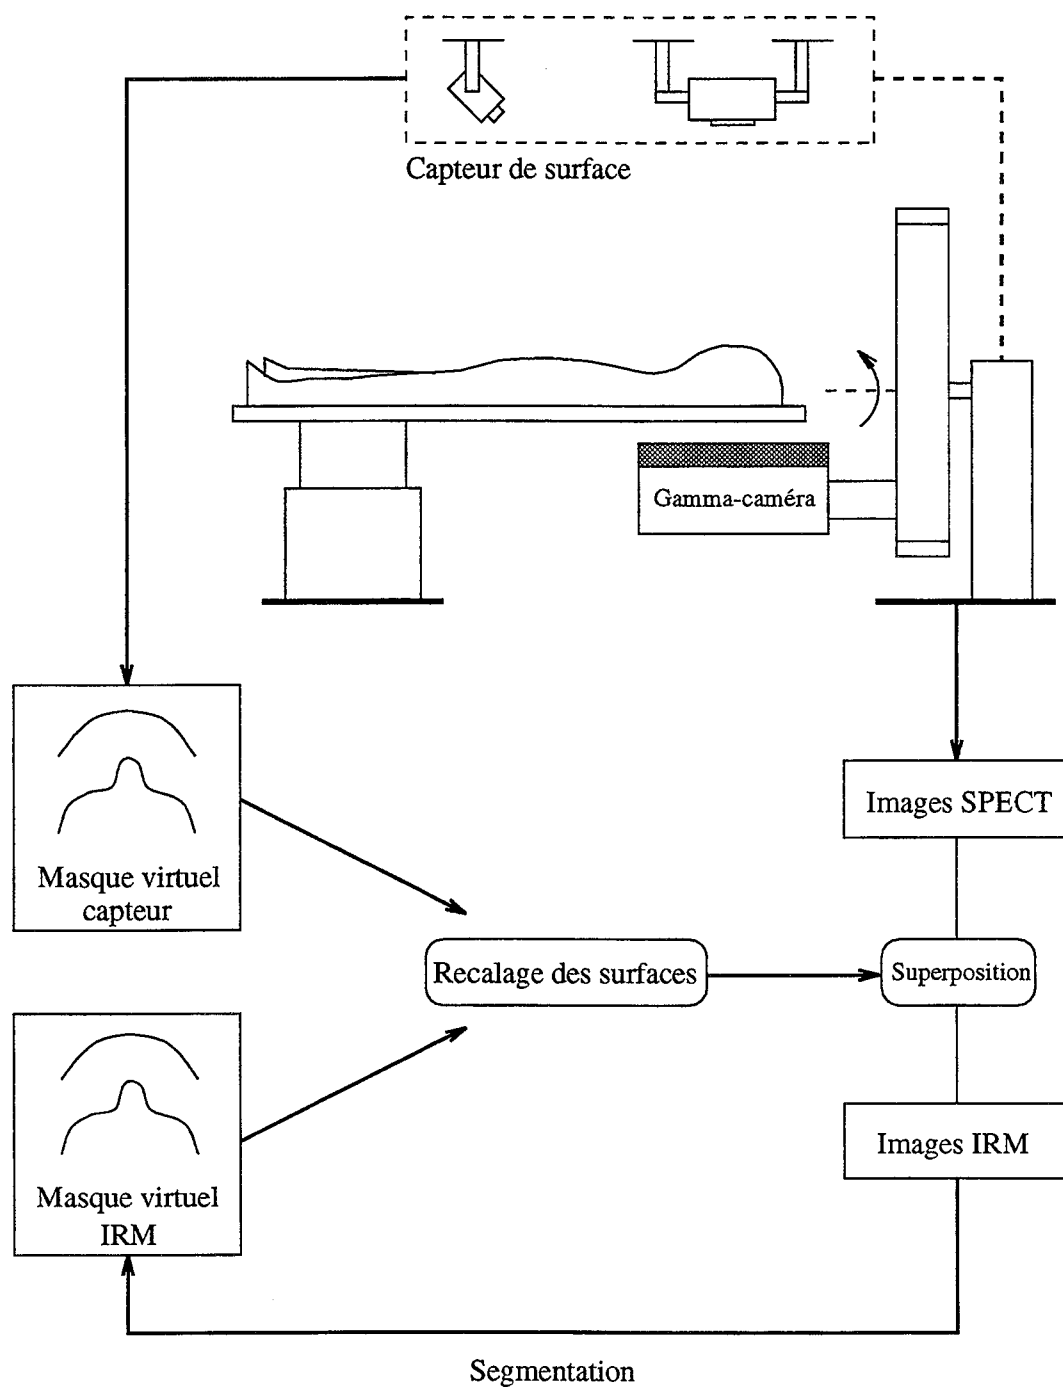 Capteur de surface
Gamma-caméra
Images SPECT
Masque virtuel
capteur
Recalage des surfaces
Superposition
Images IRM
Masque virtuel
IRM
Segmentation